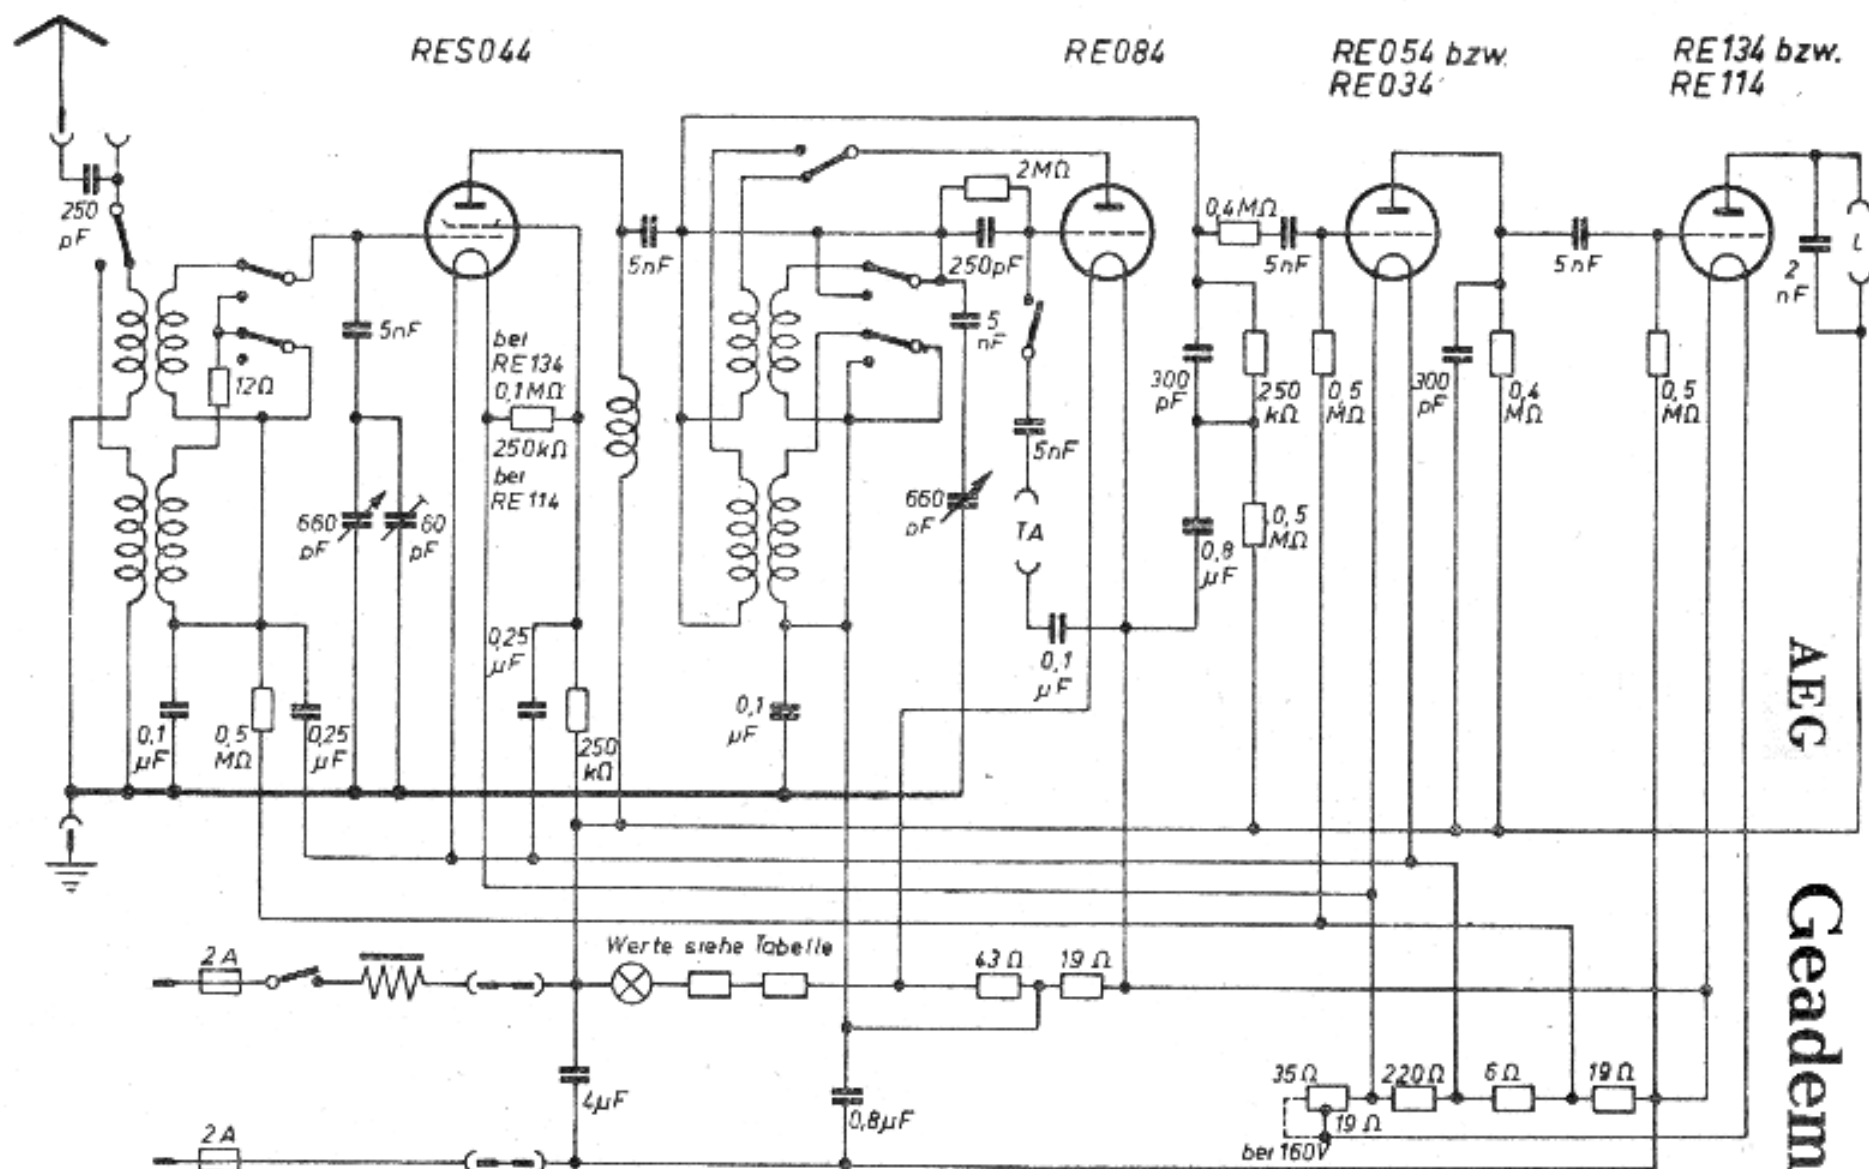 RES044
RE084
RE054 bzw.
RE034
RE134 bzw.
RE114
250
pF
12Ω
5nF
bei
RE134
0,1MΩ
250kΩ
bei
RE114
660
pF
60
pF
0,1
µF
0,5
MΩ
0,25
µF
0,25
µF
250
kΩ
5nF
2MΩ
250pF
5
nF
660
pF
5nF
TA
0,1
µF
0,1
µF
0,4MΩ
5nF
300
pF
250
kΩ
0,5
MΩ
0,8
µF
0,5
MΩ
300
pF
0,4
MΩ
5nF
0,5
MΩ
2
nF
L
AEG
Geadem
2A
Werte siehe Tabelle
43Ω
19Ω
4µF
0,8µF
35Ω
220Ω
6Ω
19Ω
19Ω
bei 160V
2A